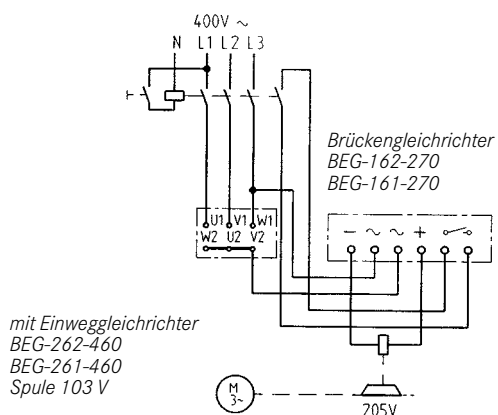 400V ~
N L1 L2 L3
Brückengleichrichter
BEG-162-270
BEG-161-270
U1 V1 W1
W2 U2 V2
− ~ ~ +
mit Einweggleichrichter
BEG-262-460
BEG-261-460
Spule 103 V
M
3~
205V